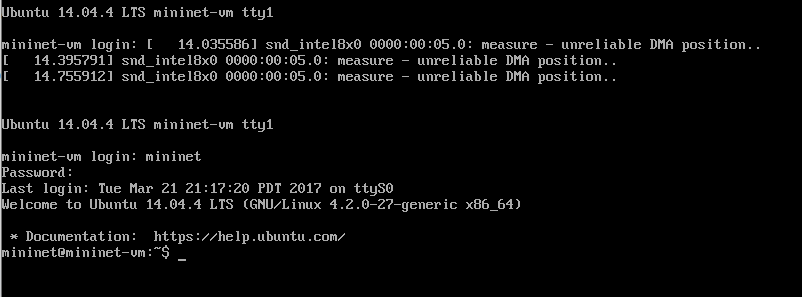 Ubuntu 14.04.4 LTS mininet-vm tty1
mininet-vm login: [   14.035586] snd_intel8x0 0000:00:05.0: measure - unreliable DMA position..
[   14.395791] snd_intel8x0 0000:00:05.0: measure - unreliable DMA position..
[   14.755912] snd_intel8x0 0000:00:05.0: measure - unreliable DMA position..
Ubuntu 14.04.4 LTS mininet-vm tty1
mininet-vm login: mininet
Password:
Last login: Tue Mar 21 21:17:20 PDT 2017 on ttyS0
Welcome to Ubuntu 14.04.4 LTS (GNU/Linux 4.2.0-27-generic x86_64)
 * Documentation:  https://help.ubuntu.com/
mininet@mininet-vm:~$ _